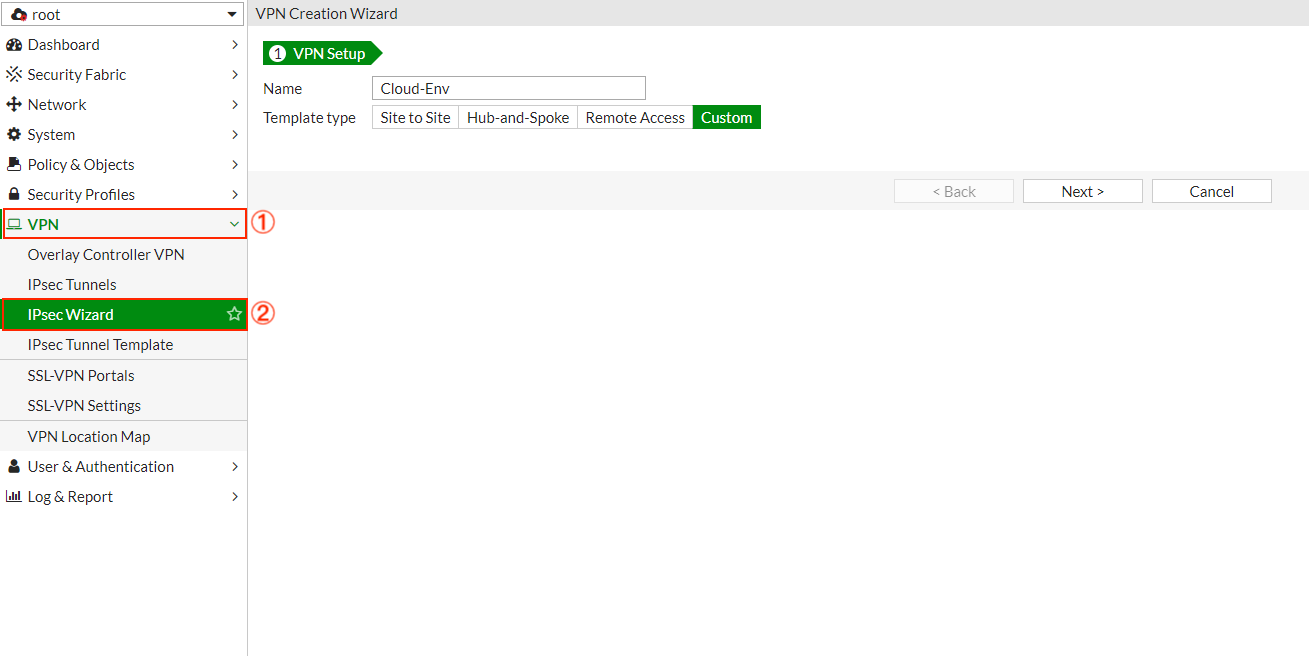 root
VPN Creation Wizard
Dashboard
Security Fabric
Network
System
Policy & Objects
Security Profiles
VPN ①
Overlay Controller VPN
IPsec Tunnels
IPsec Wizard ②
IPsec Tunnel Template
SSL-VPN Portals
SSL-VPN Settings
VPN Location Map
User & Authentication
Log & Report
1 VPN Setup
Name Cloud-Env
Template type Site to Site Hub-and-Spoke Remote Access Custom
< Back Next > Cancel